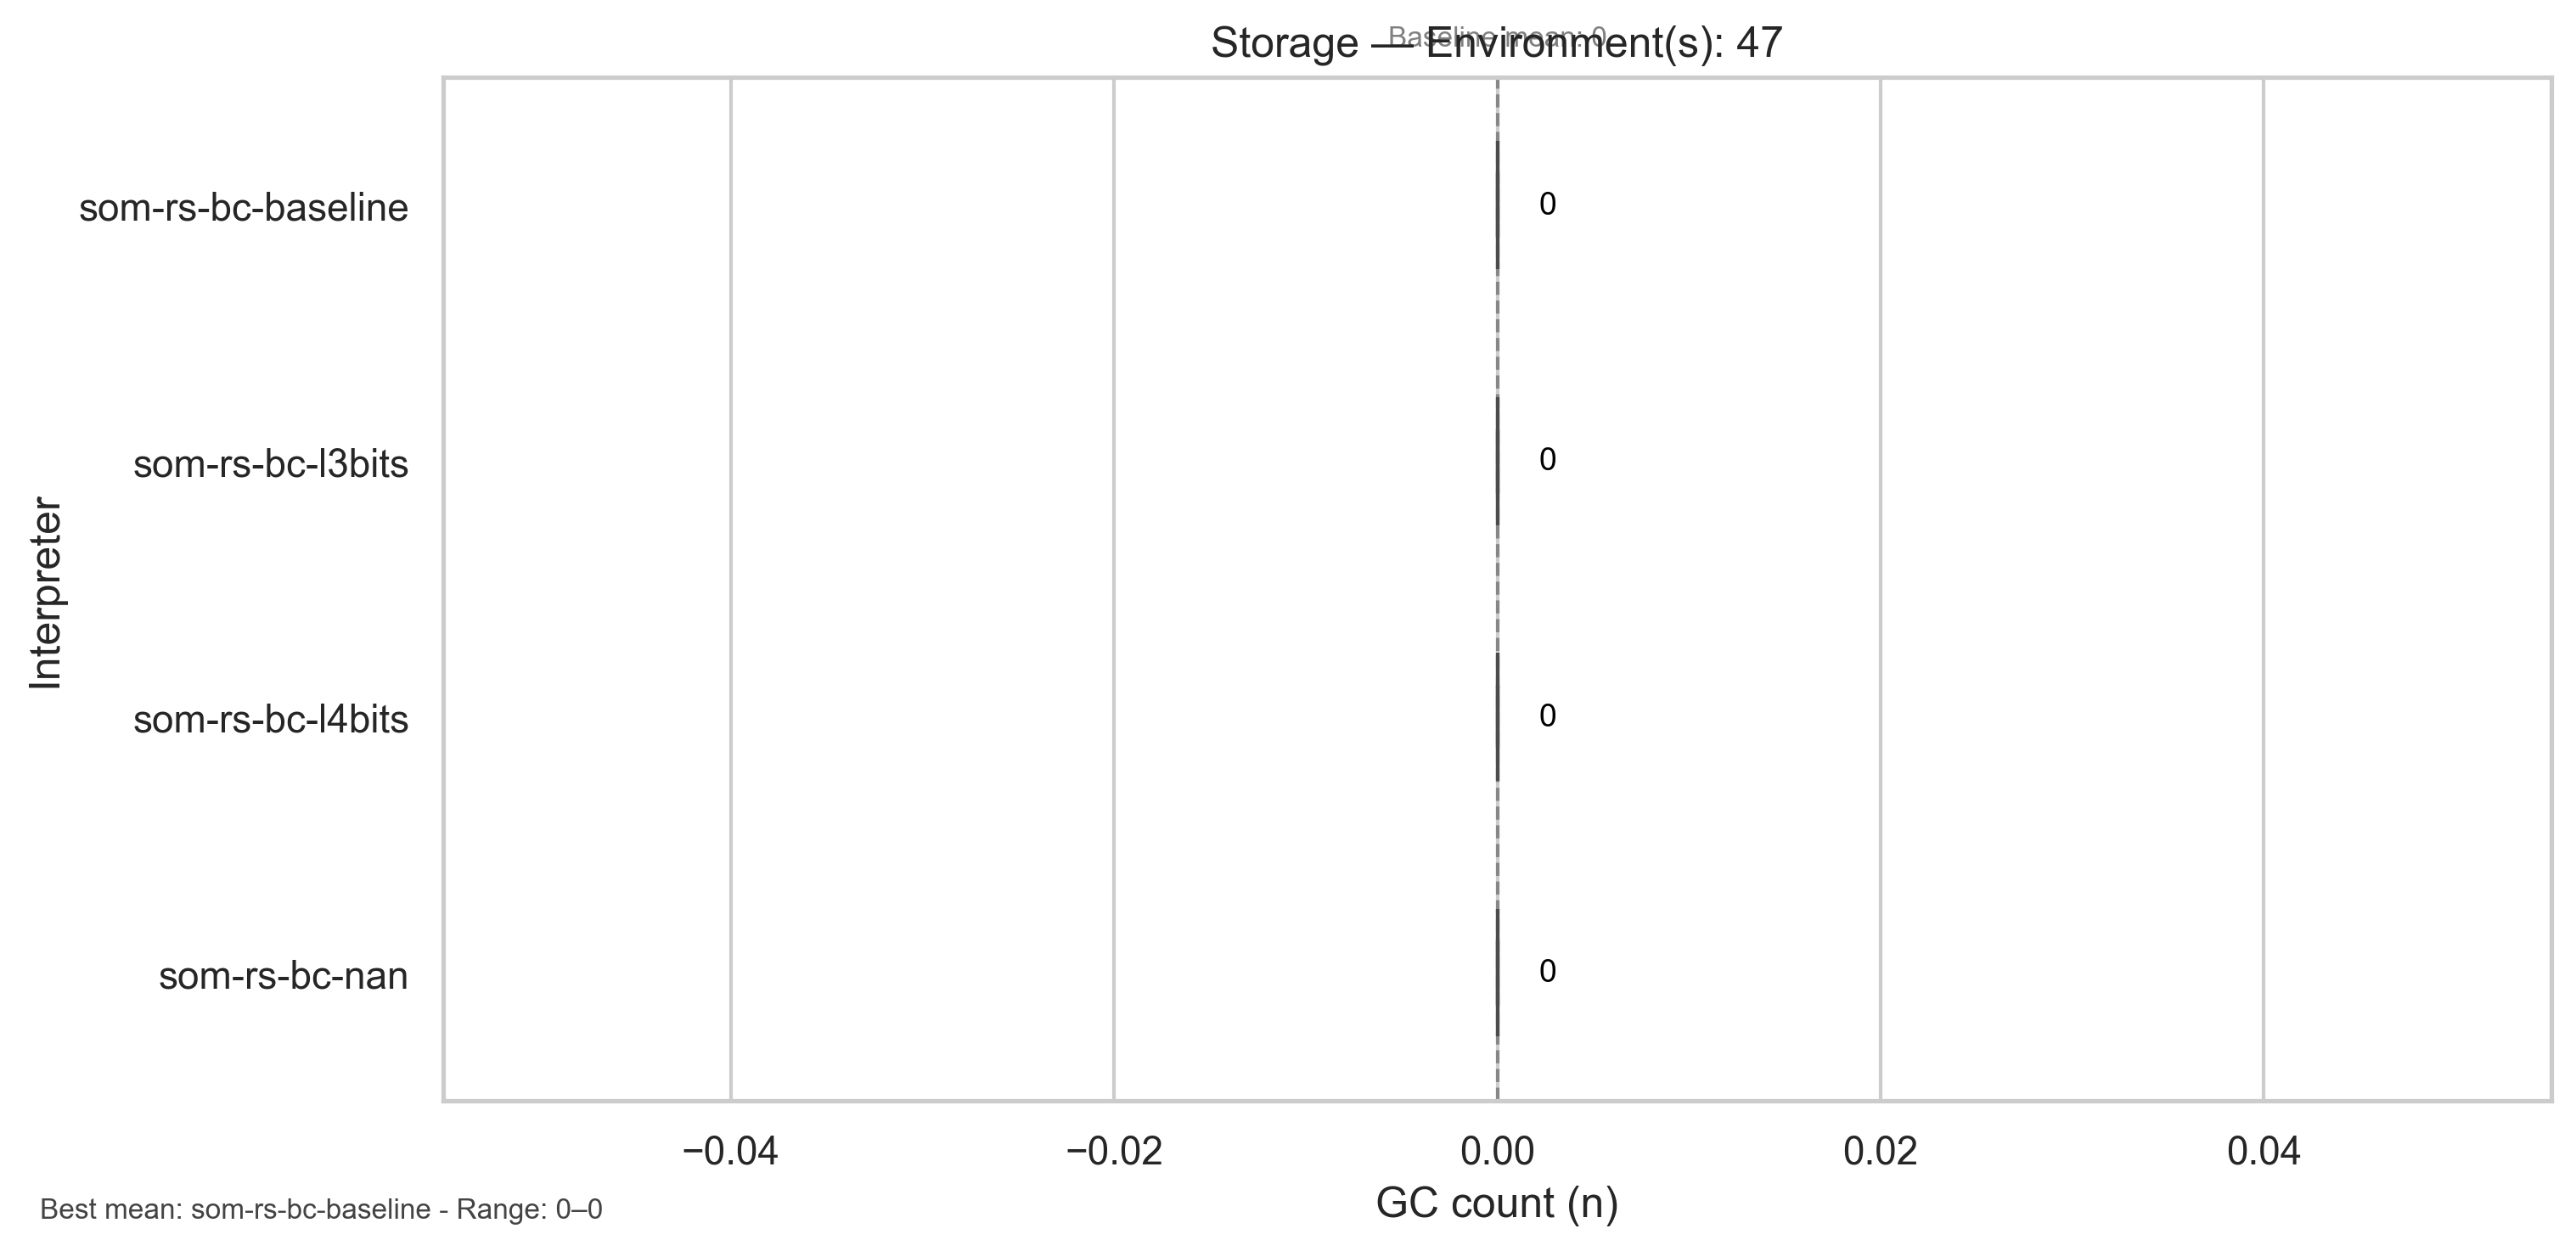 Baseline mean: 0
Storage — Environment(s): 47
som-rs-bc-baseline
0
som-rs-bc-l3bits
0
som-rs-bc-l4bits
0
som-rs-bc-nan
0
Interpreter
−0.04
−0.02
0.00
0.02
0.04
GC count (n)
Best mean: som-rs-bc-baseline - Range: 0–0